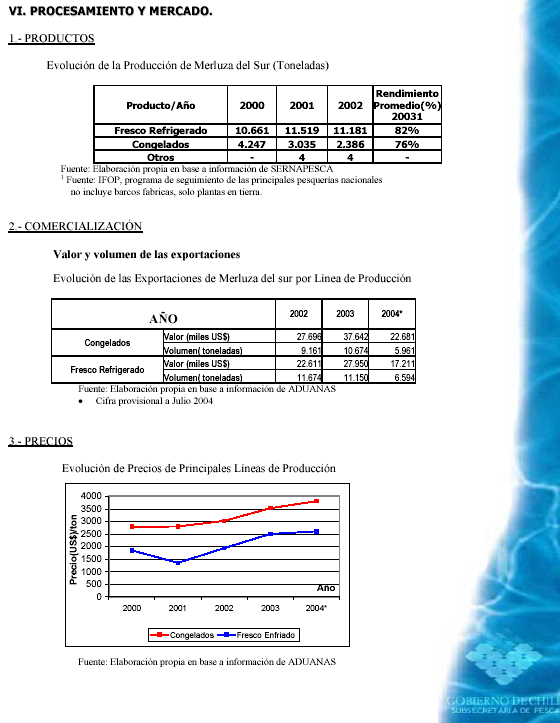 VI. PROCESAMIENTO Y MERCADO.
1.- PRODUCTOS
Evolución de la Producción de Merluza del Sur (Toneladas)
Producto/Año 2000 2001 2002 Rendimiento Promedio(%) 20031
Fresco Refrigerado 10.661 11.519 11.181 82%
Congelados 4.247 3.035 2.386 76%
Otros - 4 4 -
Fuente: Elaboración propia en base a información de SERNAPESCA
1 Fuente: IFOP, programa de seguimiento de las principales pesquerías nacionales
no incluye barcos fabricas, solo plantas en tierra.
2.- COMERCIALIZACIÓN
Valor y volumen de las exportaciones
Evolución de las Exportaciones de Merluza del sur por Línea de Producción
AÑO 2002 2003 2004*
Congelados Valor (miles US$) 27.696 37.642 22.681
Volumen( toneladas) 9.161 10.674 5.961
Fresco Refrigerado Valor (miles US$) 22.611 27.950 17.211
Volumen( toneladas) 11.674 11.150 6.594
Fuente: Elaboración propia en base a información de ADUANAS
• Cifra provisional a Julio 2004
3.- PRECIOS
Evolución de Precios de Principales Líneas de Producción
Precio(US$)/ton
4000
3500
3000
2500
2000
1500
1000
500
0
Año
2000 2001 2002 2003 2004*
Congelados Fresco Enfriado
Fuente: Elaboración propia en base a información de ADUANAS
GOBIERNO DE CHILE
SUBSECRETARIA DE PESCA